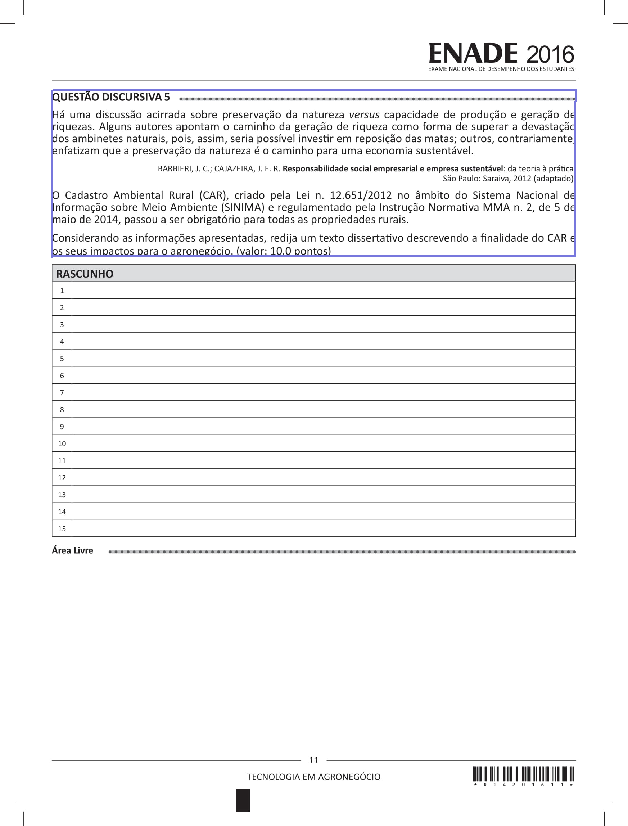 ENADE 2016
EXAME NACIONAL DE DESEMPENHO DOS ESTUDANTES
QUESTÃO DISCURSIVA 5
Há uma discussão acirrada sobre preservação da natureza versus capacidade de produção e geração de
riquezas. Alguns autores apontam o caminho da geração de riqueza como forma de superar a devastação
dos ambinetes naturais, pois, assim, seria possível investir em reposição das matas; outros, contrariamente,
enfatizam que a preservação da natureza é o caminho para uma economia sustentável.
BARBIERI, J. C.; CAJAZEIRA, J. E. R. Responsabilidade social empresarial e empresa sustentável: da teoria à prática.
São Paulo: Saraiva, 2012 (adaptado).
O Cadastro Ambiental Rural (CAR), criado pela Lei n. 12.651/2012 no âmbito do Sistema Nacional de
Informação sobre Meio Ambiente (SINIMA) e regulamentado pela Instrução Normativa MMA n. 2, de 5 de
maio de 2014, passou a ser obrigatório para todas as propriedades rurais.
Considerando as informações apresentadas, redija um texto dissertativo descrevendo a finalidade do CAR e
os seus impactos para o agronegócio. (valor: 10,0 pontos)
RASCUNHO
1
2
3
4
5
6
7
8
9
10
11
12
13
14
15
Área Livre
11
TECNOLOGIA EM AGRONEGÓCIO